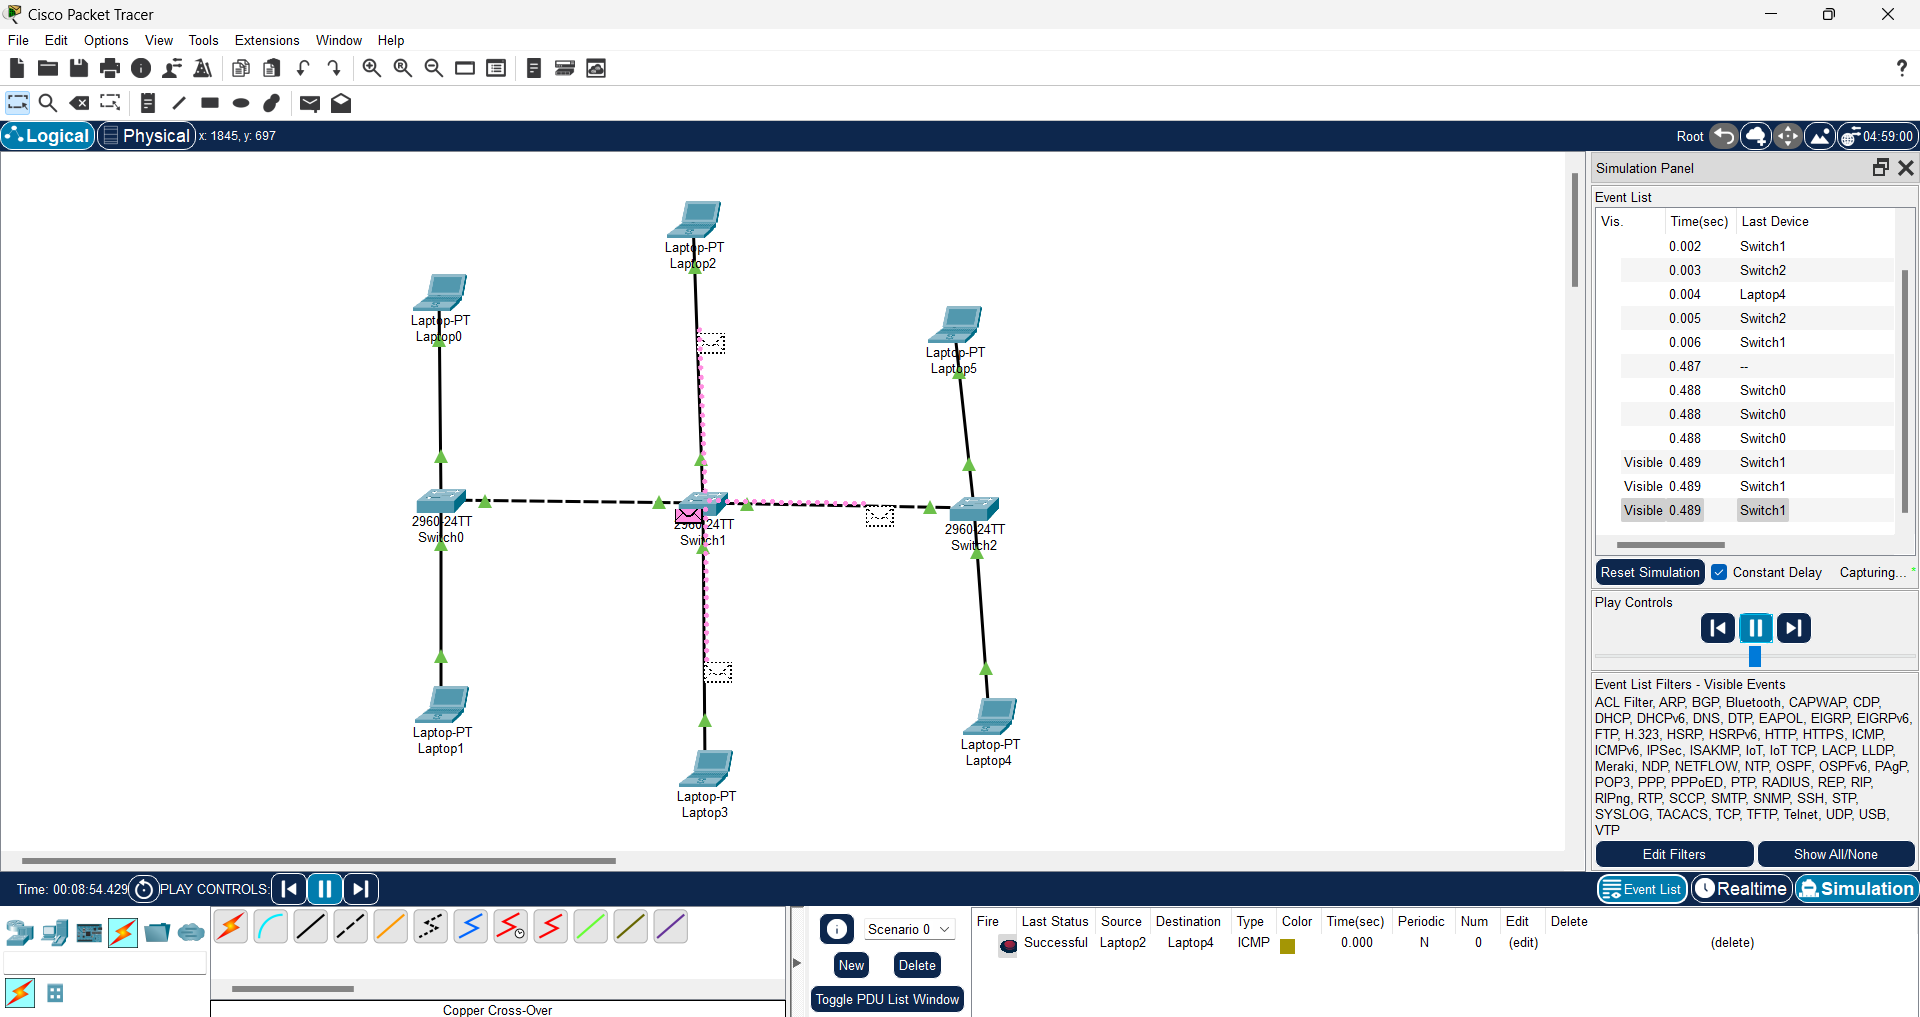 Cisco Packet Tracer
File Edit Options View Tools Extensions Window Help
Logical Physical x: 1845, y: 697 Root 04:59:00
Simulation Panel
Event List
Vis. Time(sec) Last Device
0.002 Switch1
0.003 Switch2
0.004 Laptop4
0.005 Switch2
0.006 Switch1
0.487 --
0.488 Switch0
0.488 Switch0
0.488 Switch0
Visible 0.489 Switch1
Visible 0.489 Switch1
Visible 0.489 Switch1
Reset Simulation Constant Delay Capturing...
Play Controls
Event List Filters - Visible Events
ACL Filter, ARP, BGP, Bluetooth, CAPWAP, CDP,
DHCP, DHCPv6, DNS, DTP, EAPOL, EIGRP, EIGRPv6,
FTP, H.323, HSRP, HSRPv6, HTTP, HTTPS, ICMP,
ICMPv6, IPSec, ISAKMP, IoT, IoT TCP, LACP, LLDP,
Meraki, NDP, NETFLOW, NTP, OSPF, OSPFv6, PAgP,
POP3, PPP, PPPoED, PTP, RADIUS, REP, RIP,
RIPng, RTP, SCCP, SMTP, SNMP, SSH, STP,
SYSLOG, TACACS, TCP, TFTP, Telnet, UDP, USB,
VTP
Edit Filters Show All/None
Laptop-PT
Laptop2
Laptop-PT
Laptop0
Laptop-PT
Laptop5
2960-24TT
Switch0
2960-24TT
Switch1
2960-24TT
Switch2
Laptop-PT
Laptop1
Laptop-PT
Laptop4
Laptop-PT
Laptop3
Time: 00:08:54.429 PLAY CONTROLS: Event List Realtime Simulation
Scenario 0
New Delete
Toggle PDU List Window
Copper Cross-Over
Fire Last Status Source Destination Type Color Time(sec) Periodic Num Edit Delete
Successful Laptop2 Laptop4 ICMP 0.000 N 0 (edit) (delete)